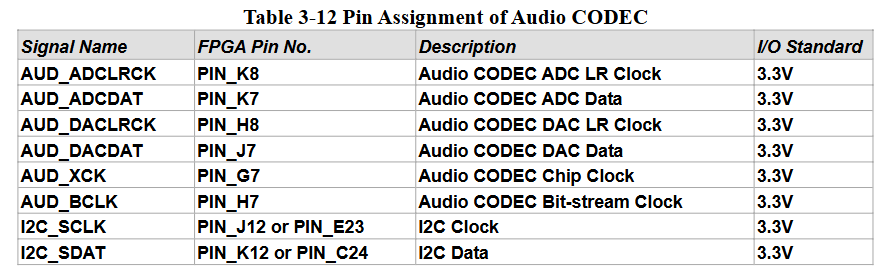 Table 3-12 Pin Assignment of Audio CODEC
Signal Name FPGA Pin No. Description I/O Standard
AUD_ADCLRCK PIN_K8 Audio CODEC ADC LR Clock 3.3V
AUD_ADCDAT PIN_K7 Audio CODEC ADC Data 3.3V
AUD_DACLRCK PIN_H8 Audio CODEC DAC LR Clock 3.3V
AUD_DACDAT PIN_J7 Audio CODEC DAC Data 3.3V
AUD_XCK PIN_G7 Audio CODEC Chip Clock 3.3V
AUD_BCLK PIN_H7 Audio CODEC Bit-stream Clock 3.3V
I2C_SCLK PIN_J12 or PIN_E23 I2C Clock 3.3V
I2C_SDAT PIN_K12 or PIN_C24 I2C Data 3.3V